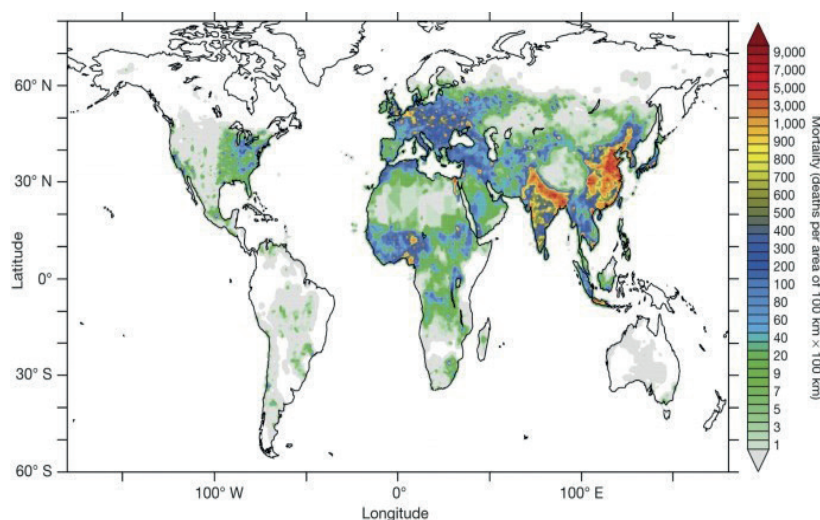 60° N
30° N
0°
30° S
60° S
Latitude
100° W
0°
100° E
Longitude
9,000
7,000
5,000
3,000
1,000
900
800
700
600
500
400
300
200
100
80
60
40
20
9
7
5
3
1
Mortality (deaths per area of 100 km × 100 km)